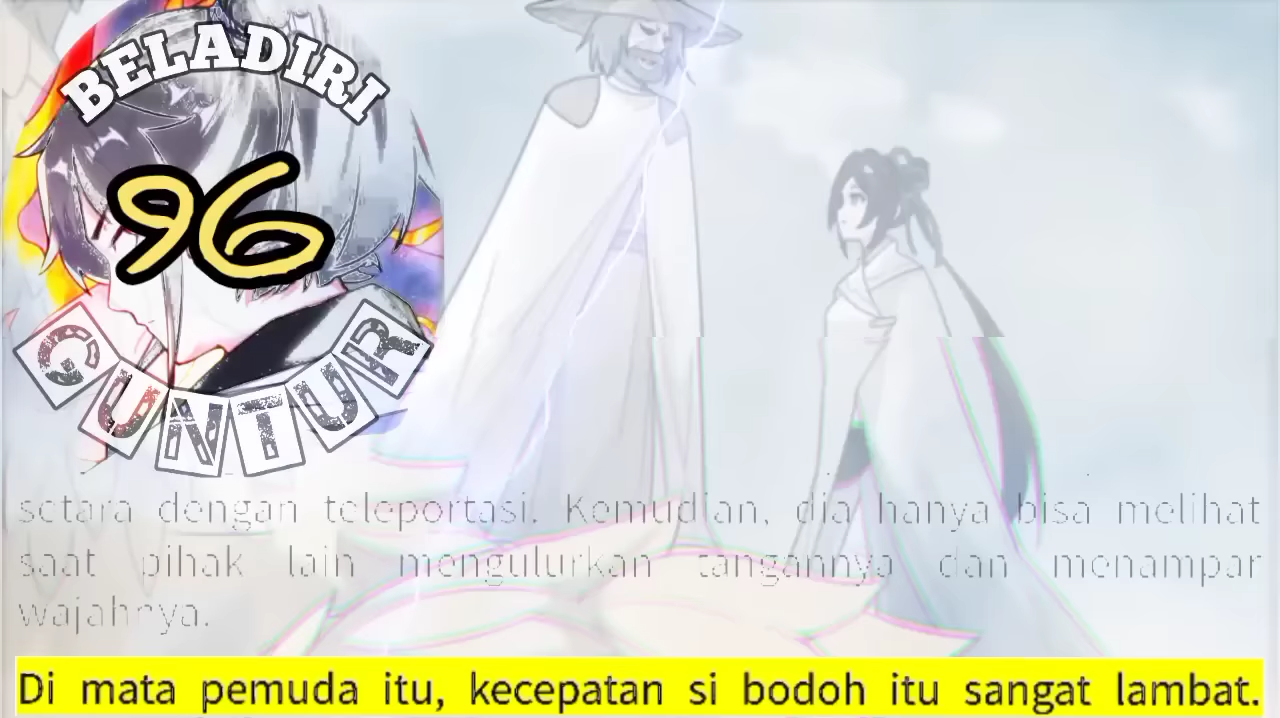 BELADIRI
96
GUNTUR
setara dengan teleportasi. Kemudian, dia hanya bisa melihat
saat pihak lain mengulurkan tangannya dan menampar
wajahnya.
Di mata pemuda itu, kecepatan si bodoh itu sangat lambat.